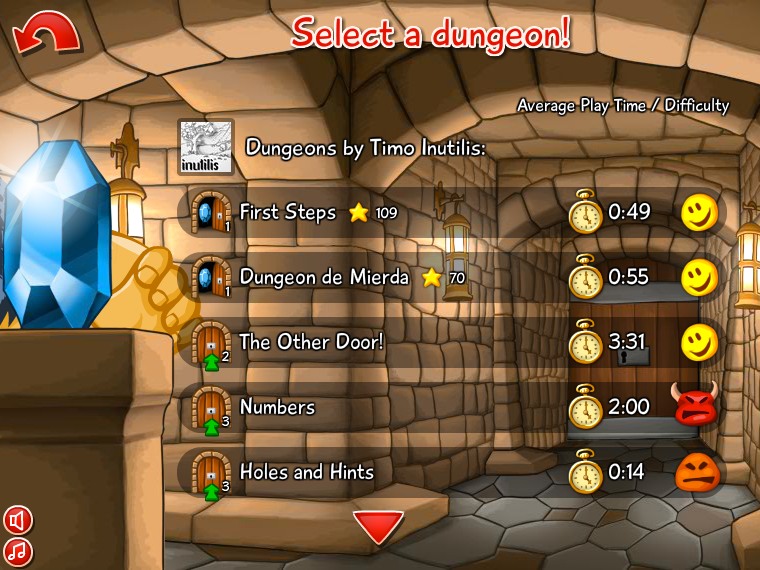 Select a dungeon!
Average Play Time / Difficulty
inutilis
Dungeons by Timo Inutilis:
1 First Steps 109 0:49
1 Dungeon de Mierda 70 0:55
2 The Other Door! 3:31
3 Numbers 2:00
3 Holes and Hints 0:14